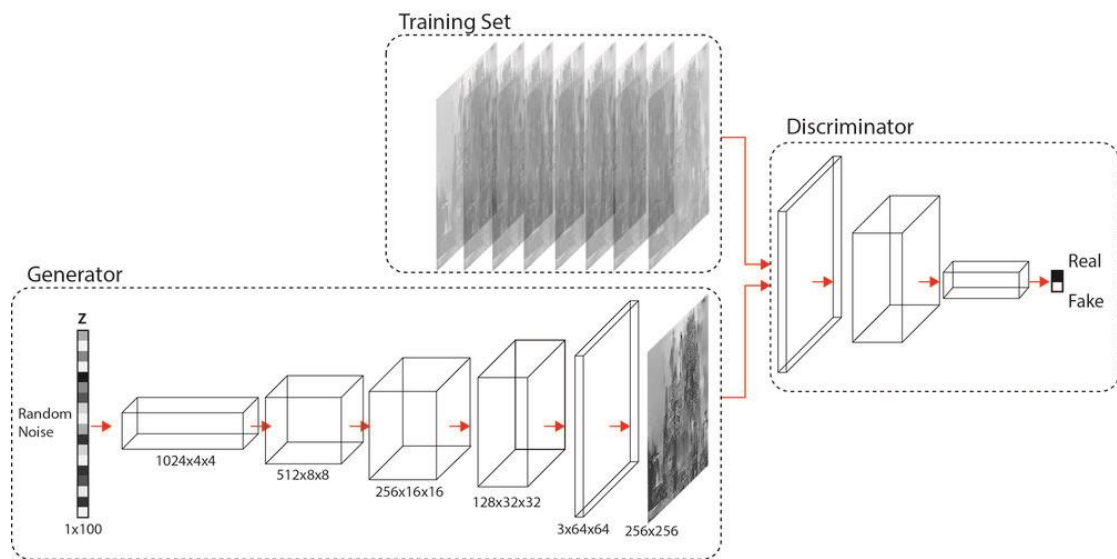 Training Set
Discriminator
Real
Fake
Generator
Z
Random
Noise
1x100
1024x4x4
512x8x8
256x16x16
128x32x32
3x64x64
256x256